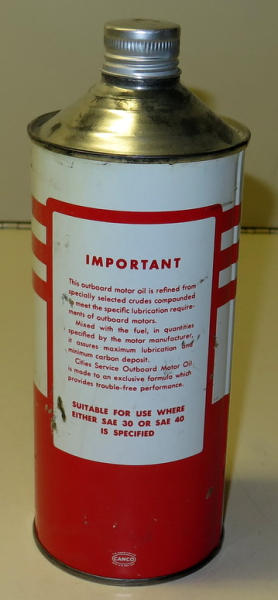 IMPORTANT
This outboard motor oil is refined from
specially selected crudes compounded
to meet the specific lubrication require-
ments of outboard motors.
Mixed with the fuel, in quantities
specified by the motor manufacturer,
it assures maximum lubrication and
minimum carbon deposit.
Cities Service Outboard Motor Oil
is made to an exclusive formula which
provides trouble-free performance.
SUITABLE FOR USE WHERE
EITHER SAE 30 OR SAE 40
IS SPECIFIED
CANCO